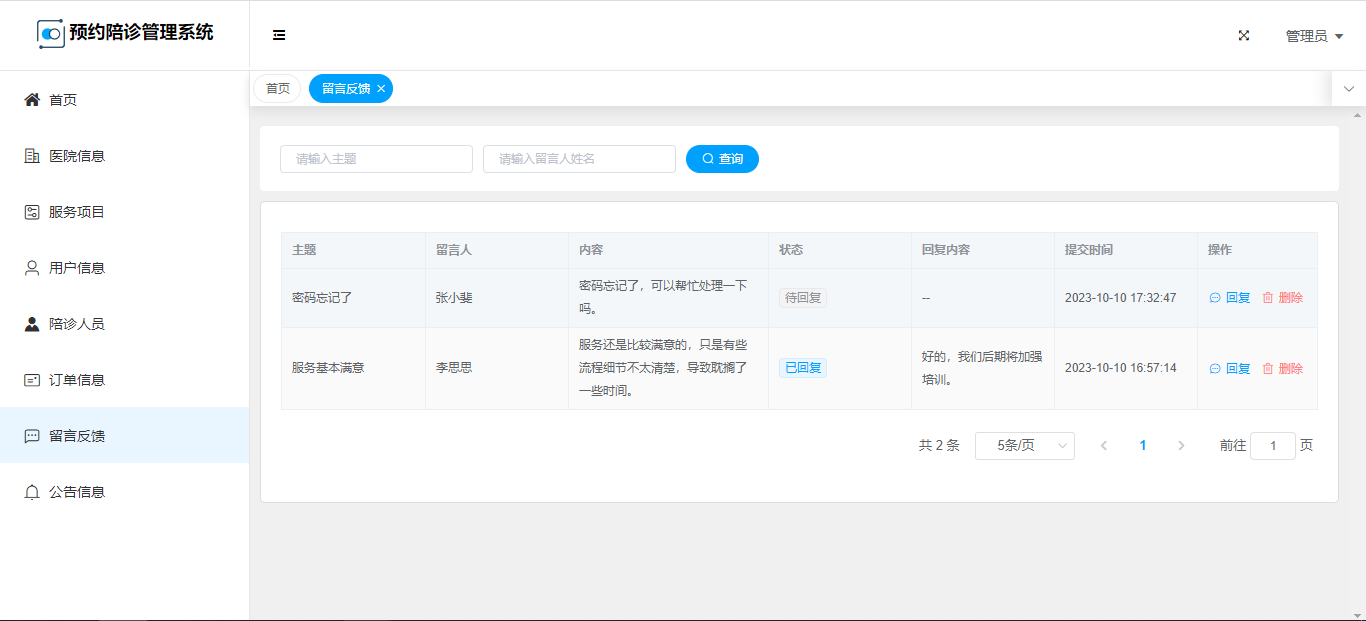 预约陪诊管理系统
管理员
首页
医院信息
服务项目
用户信息
陪诊人员
订单信息
留言反馈
公告信息
首页
留言反馈
请输入主题
请输入留言人姓名
查询
主题
留言人
内容
状态
回复内容
提交时间
操作
密码忘记了
张小斐
密码忘记了，可以帮忙处理一下
吗。
待回复
--
2023-10-10 17:32:47
回复
删除
服务基本满意
李思思
服务还是比较满意的，只是有些
流程细节不太清楚，导致耽搁了
一些时间。
已回复
好的，我们后期将加强
培训。
2023-10-10 16:57:14
回复
删除
共 2 条
5条/页
1
前往
1
页